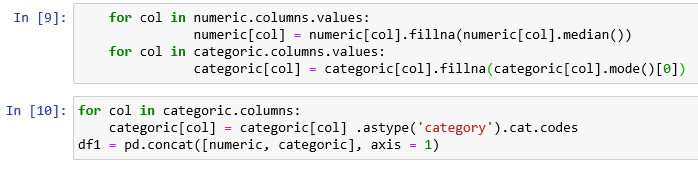 In [9]:     for col in numeric.columns.values:
                numeric[col] = numeric[col].fillna(numeric[col].median())
    for col in categoric.columns.values:
                categoric[col] = categoric[col].fillna(categoric[col].mode()[0])
In [10]: for col in categoric.columns:
    categoric[col] = categoric[col] .astype('category').cat.codes
df1 = pd.concat([numeric, categoric], axis = 1)